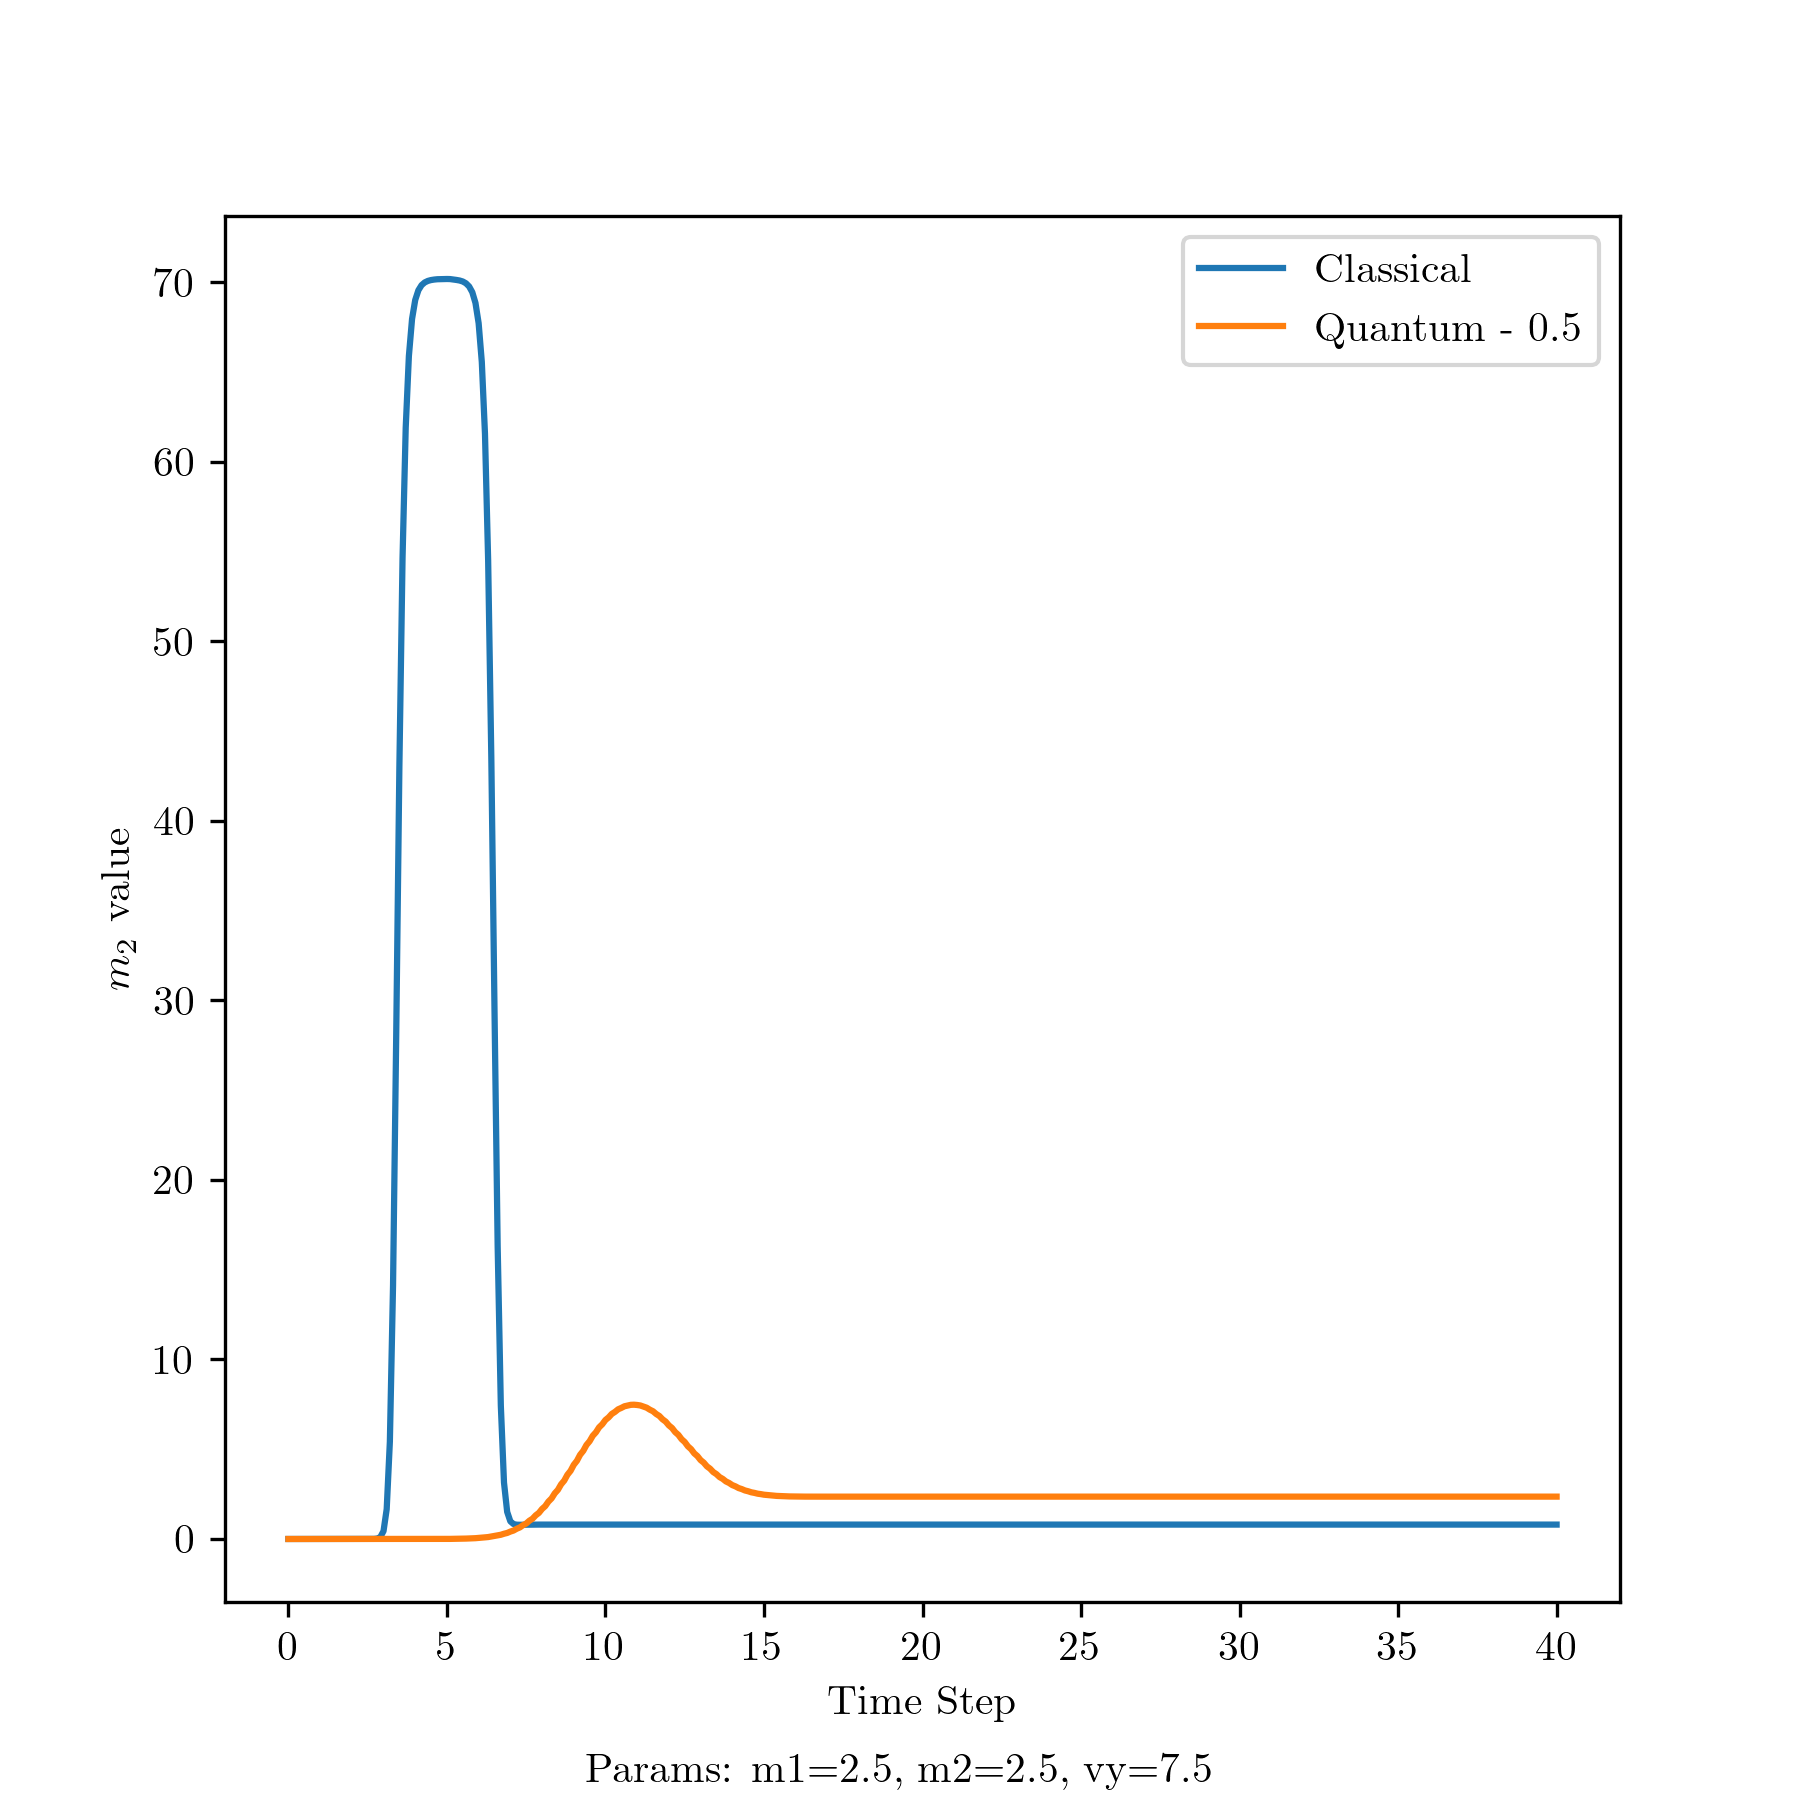 Classical
Quantum - 0.5
70
60
50
40
30
20
10
0
m₂ value
0 5 10 15 20 25 30 35 40
Time Step
Params: m1=2.5, m2=2.5, vy=7.5